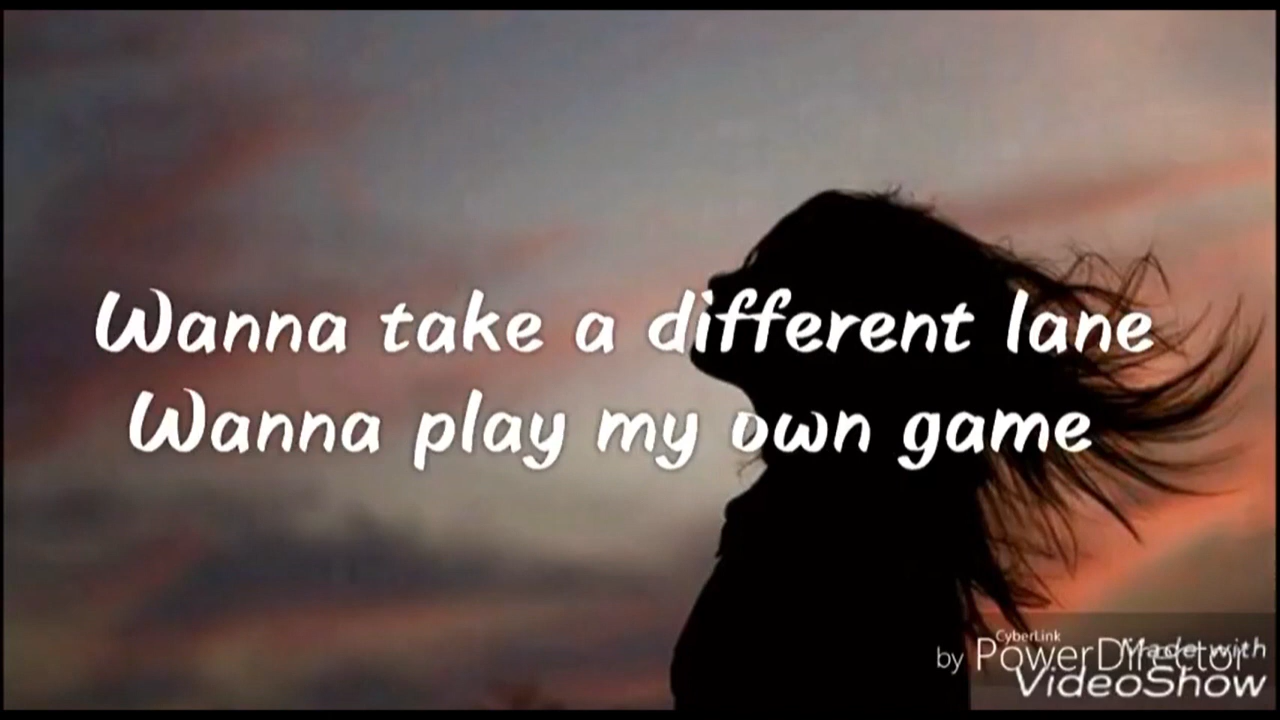 Wanna take a different lane
Wanna play my own game
CyberLink
by PowerDirector
Made with
VideoShow